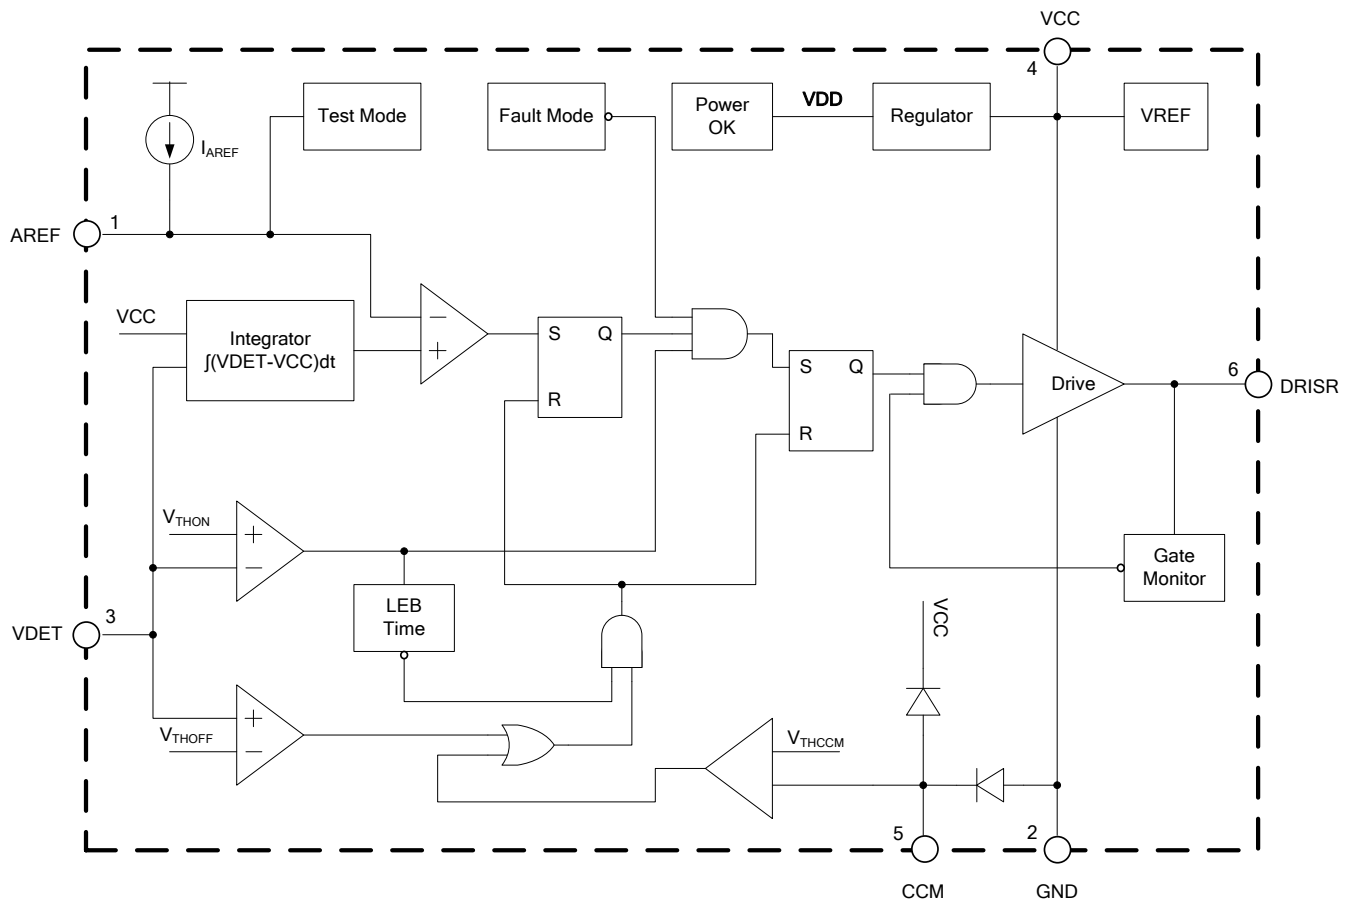 VCC
4
Test Mode
Fault Mode
Power
OK
VDD
Regulator
VREF
IAREF
1
AREF
VCC
Integrator
∫(VDET-VCC)dt
−
+
S
Q
R
S
Q
R
Drive
6
DRISR
VTHON
+
−
Gate
Monitor
LEB
Time
3
VDET
VCC
+
VTHOFF
−
VTHCCM
5
2
CCM
GND